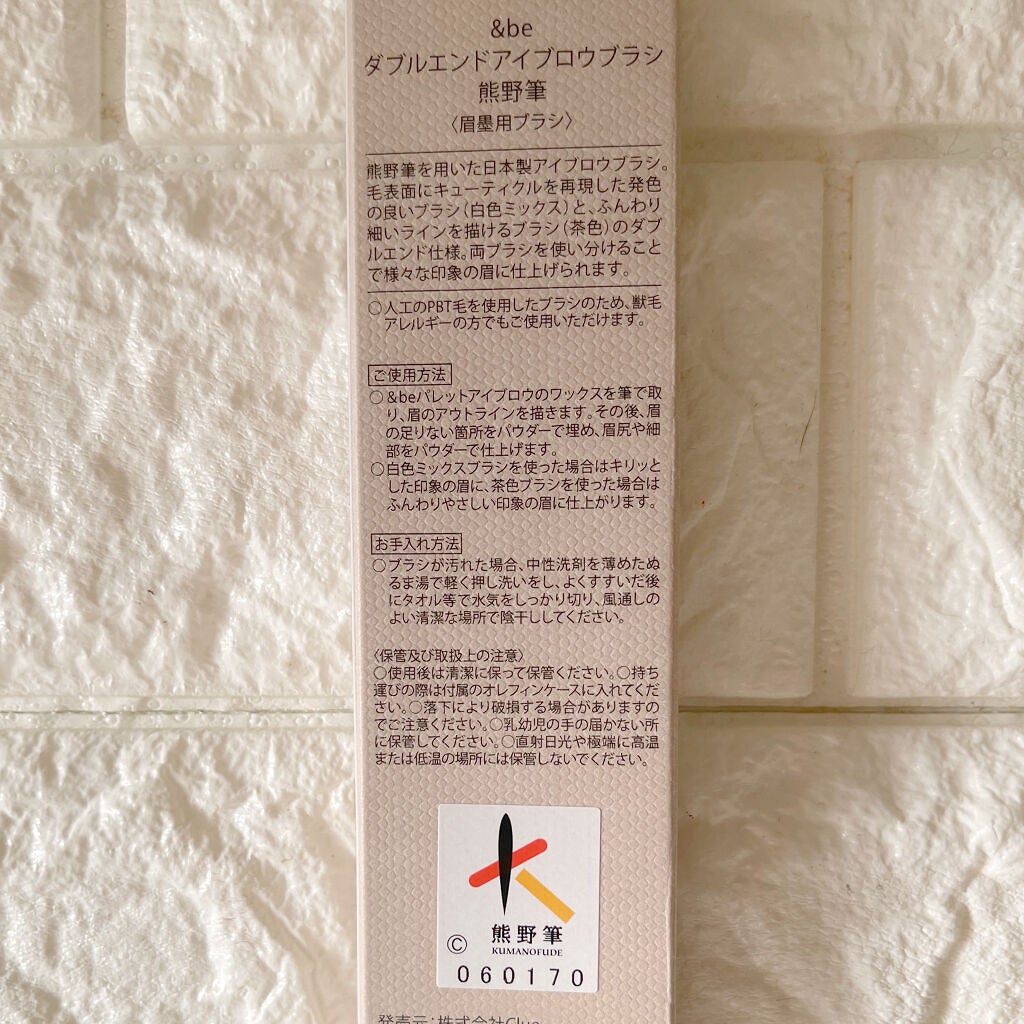 &be
ダブルエンドアイブロウブラシ
熊野筆
〈眉墨用ブラシ〉
熊野筆を用いた日本製アイブロウブラシ。
毛表面にキューティクルを再現した発色
の良いブラシ（白色ミックス）と、ふんわり
細いラインを描けるブラシ（茶色）のダブ
ルエンド仕様。両ブラシを使い分けること
で様々な印象の眉に仕上げられます。
○人工のPBT毛を使用したブラシのため、獣毛
アレルギーの方でもご使用いただけます。
ご使用方法
○&beパレットアイブロウのワックスを筆で取
り、眉のアウトラインを描きます。その後、眉
の足りない箇所をパウダーで埋め、眉尻や細
部をパウダーで仕上げます。
○白色ミックスブラシを使った場合はキリッと
した印象の眉に、茶色ブラシを使った場合は
ふんわりやさしい印象の眉に仕上がります。
お手入れ方法
○ブラシが汚れた場合、中性洗剤を薄めたぬ
るま湯で軽く押し洗いをし、よくすすいだ後
にタオル等で水気をしっかり切り、風通しの
よい清潔な場所で陰干ししてください。
〈保管及び取扱上の注意〉
○使用後は清潔に保って保管ください。○持ち
運びの際は付属のオレフィンケースに入れてくだ
さい。○落下により破損する場合がありますの
でご注意ください。○乳幼児の手の届かない所
に保管してください。○直射日光や極端に高温
または低温の場所には保管しないでください。
熊野筆
© KUMANOFUDE
060170
発売元：株式会社Clue